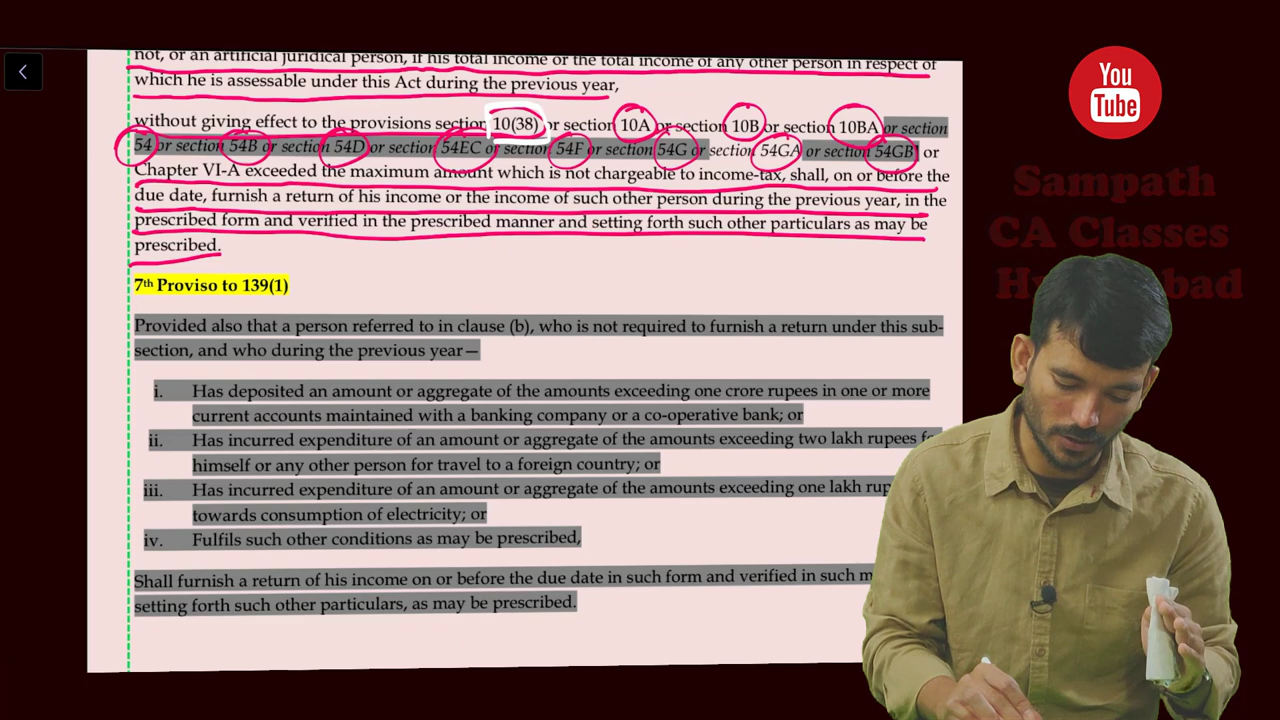 not, or an artificial juridical person, if his total income or the total income of any other person in respect of
which he is assessable under this Act during the previous year,
without giving effect to the provisions section 10(38) or section 10A or section 10B or section 10BA or section
54 or section 54B or section 54D or section 54EC or section 54F or section 54G or section 54GA or section 54GB] or
Chapter VI-A exceeded the maximum amount which is not chargeable to income-tax, shall, on or before the
due date, furnish a return of his income or the income of such other person during the previous year, in the
prescribed form and verified in the prescribed manner and setting forth such other particulars as may be
prescribed.
7th Proviso to 139(1)
Provided also that a person referred to in clause (b), who is not required to furnish a return under this sub-
section, and who during the previous year—
i. Has deposited an amount or aggregate of the amounts exceeding one crore rupees in one or more
current accounts maintained with a banking company or a co-operative bank; or
ii. Has incurred expenditure of an amount or aggregate of the amounts exceeding two lakh rupees
himself or any other person for travel to a foreign country; or
iii. Has incurred expenditure of an amount or aggregate of the amounts exceeding one lakh
towards consumption of electricity; or
iv. Fulfils such other conditions as may be prescribed,
Shall furnish a return of his income on or before the due date in such form and verified in such
setting forth such other particulars, as may be prescribed.
You
Tube
Sampath
CA Classes